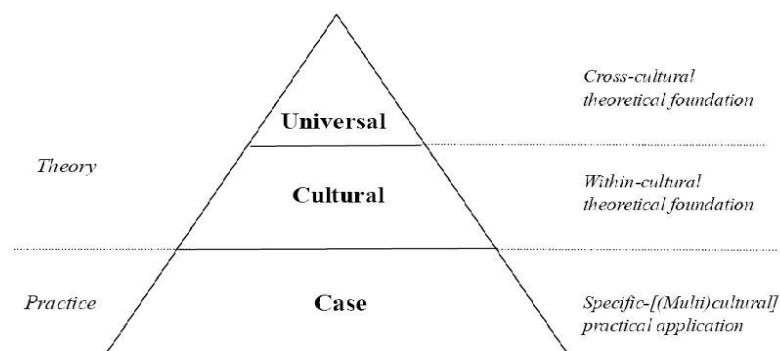 Cross-cultural
theoretical foundation
Universal
Theory
Cultural
Within-cultural
theoretical foundation
Practice
Case
Specific-[(Multi)cultural]
practical application